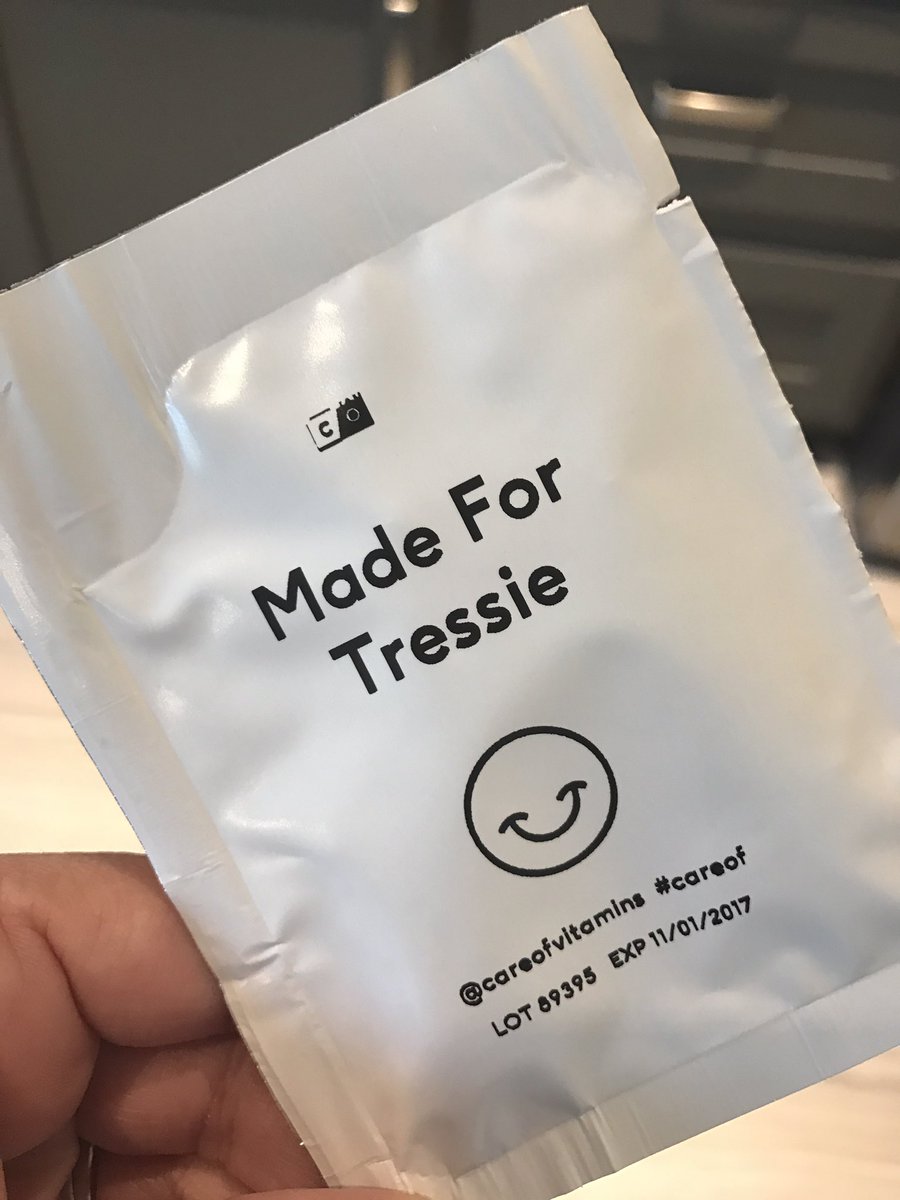 C O
Made For
Tressie
@careofvitamins #careof
LOT 89395 EXP 11/01/2017